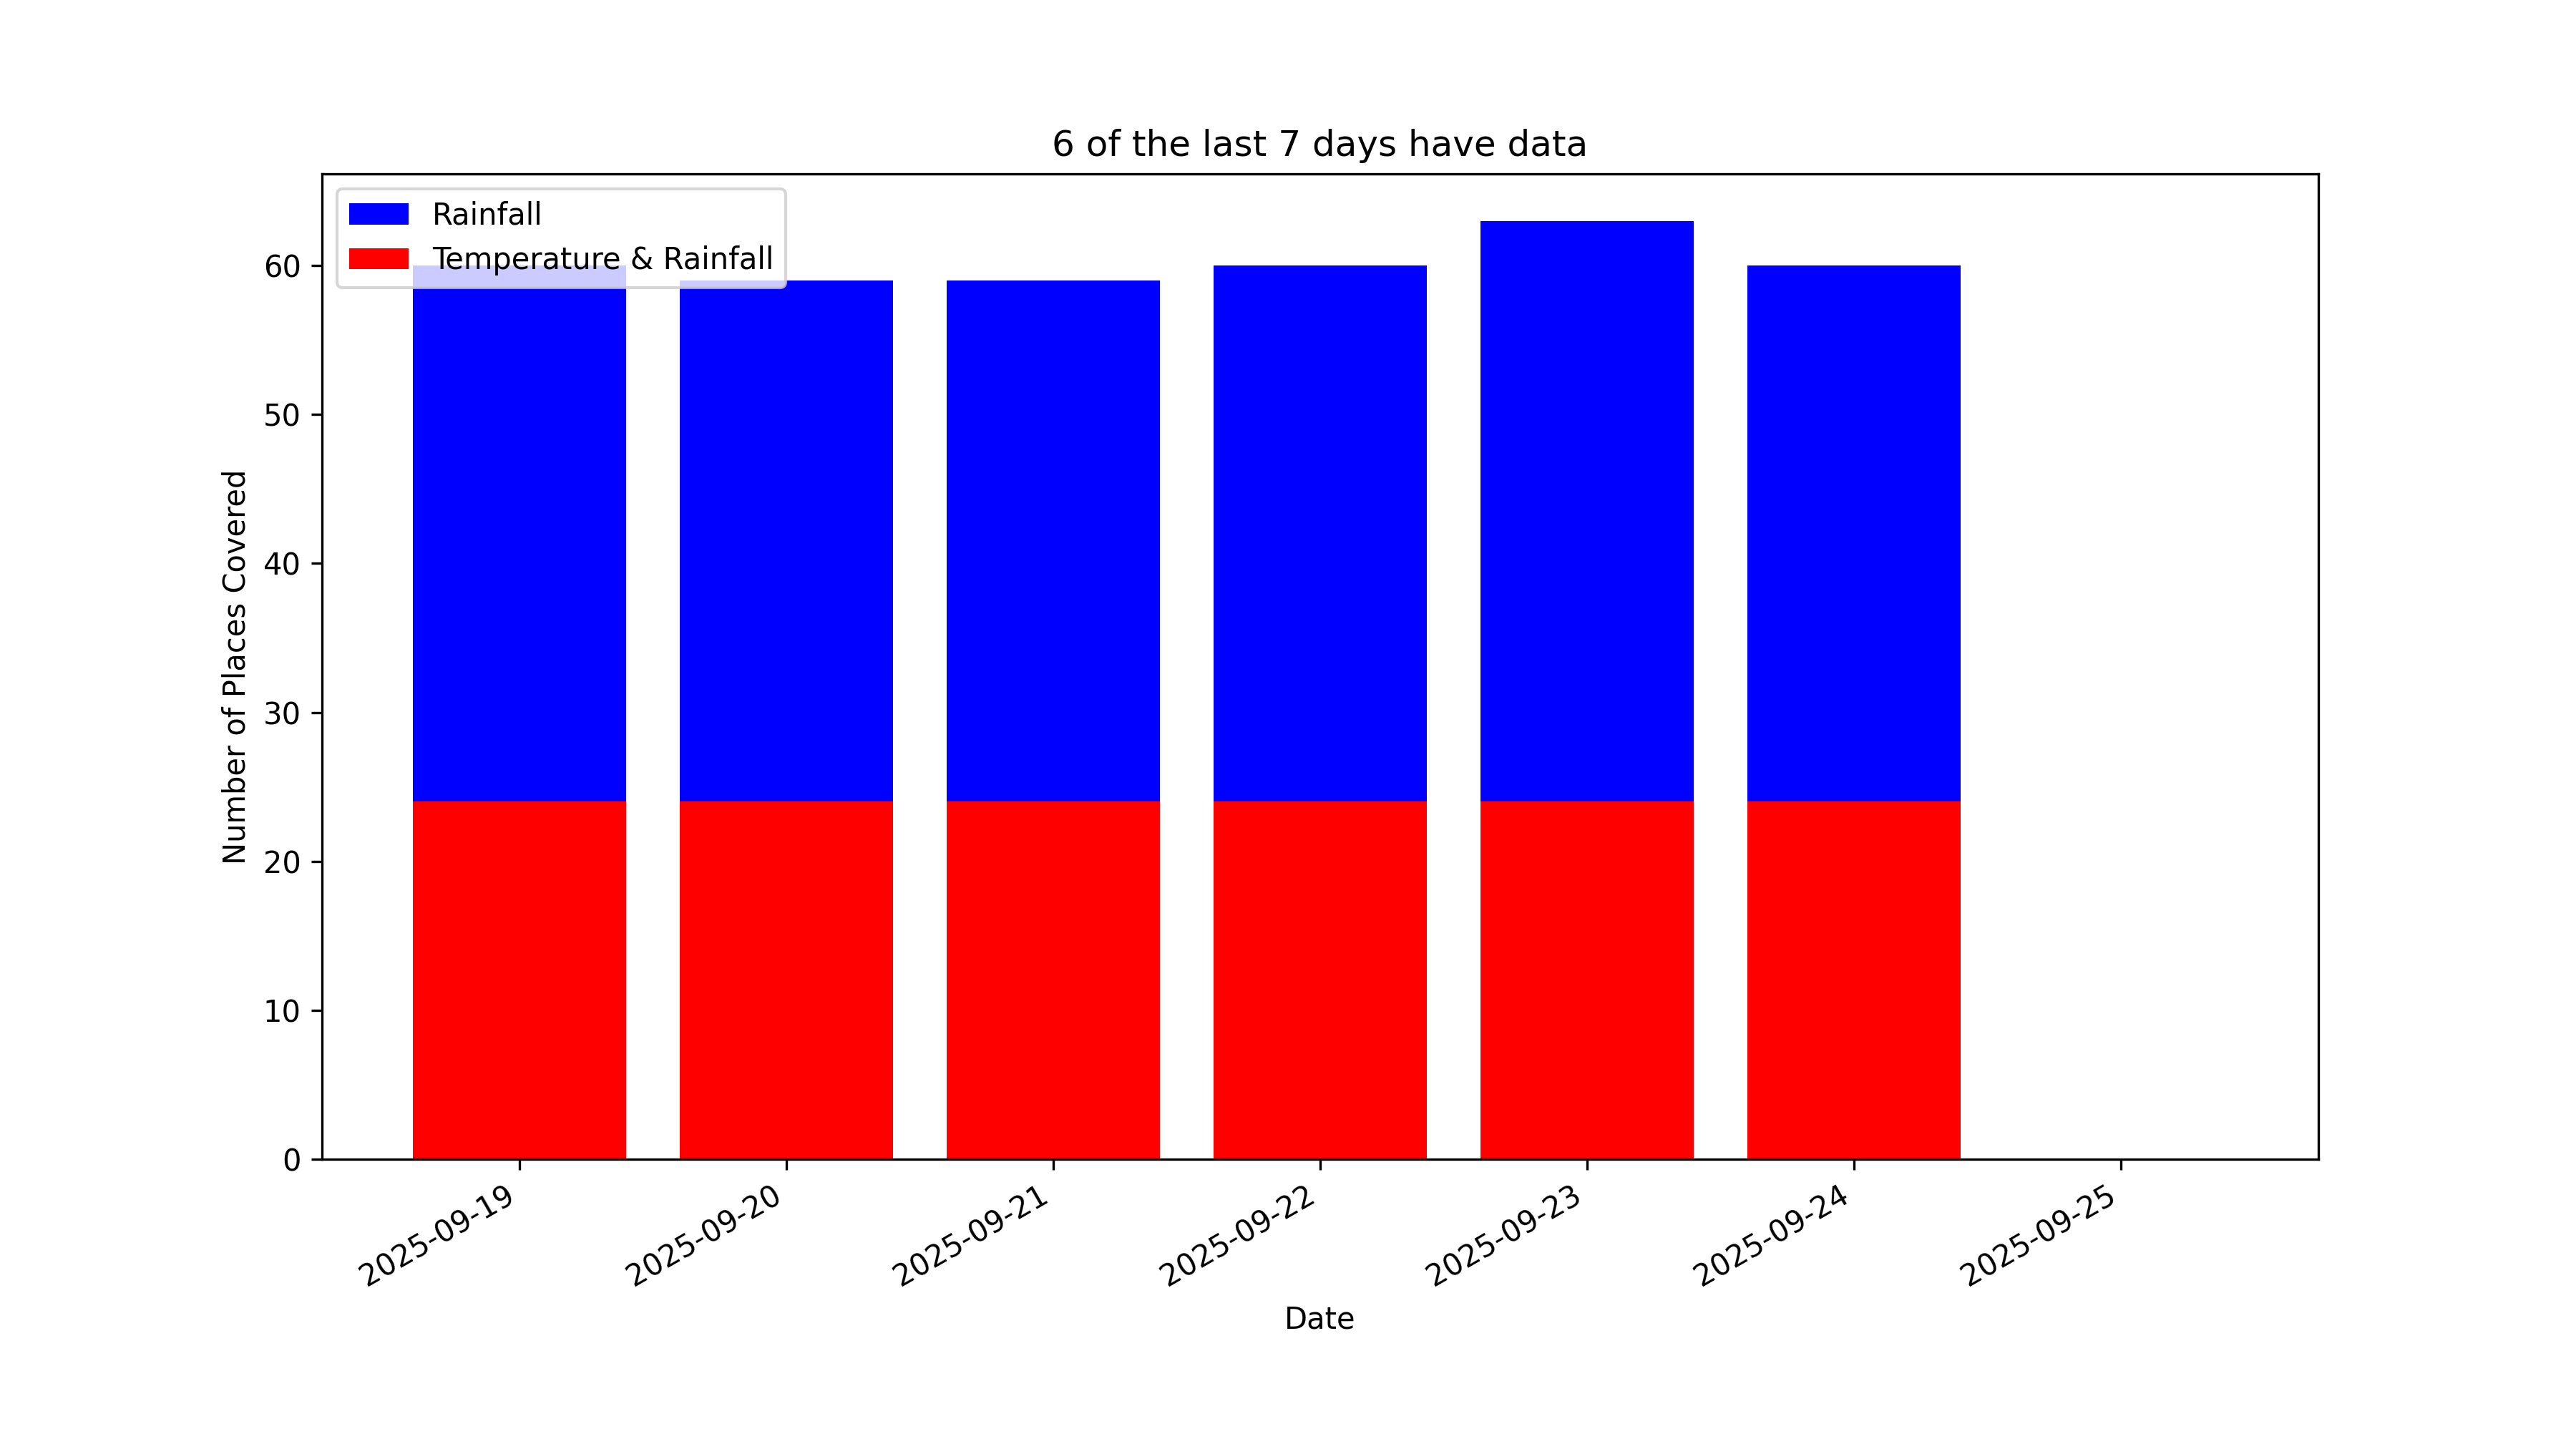 6 of the last 7 days have data
Rainfall
Temperature & Rainfall
Number of Places Covered
60
50
40
30
20
10
0
2025-09-19
2025-09-20
2025-09-21
2025-09-22
2025-09-23
2025-09-24
2025-09-25
Date